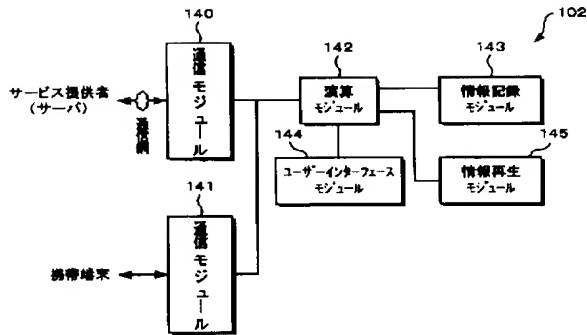 102
140
142
143
サービス提供者
(サーバ)
通信網
通信モジュール
演算
モジュール
情報記録
モジュール
144
145
ユーザーインターフェース
モジュール
情報再生
モジュール
141
携帯端末
通信モジュール